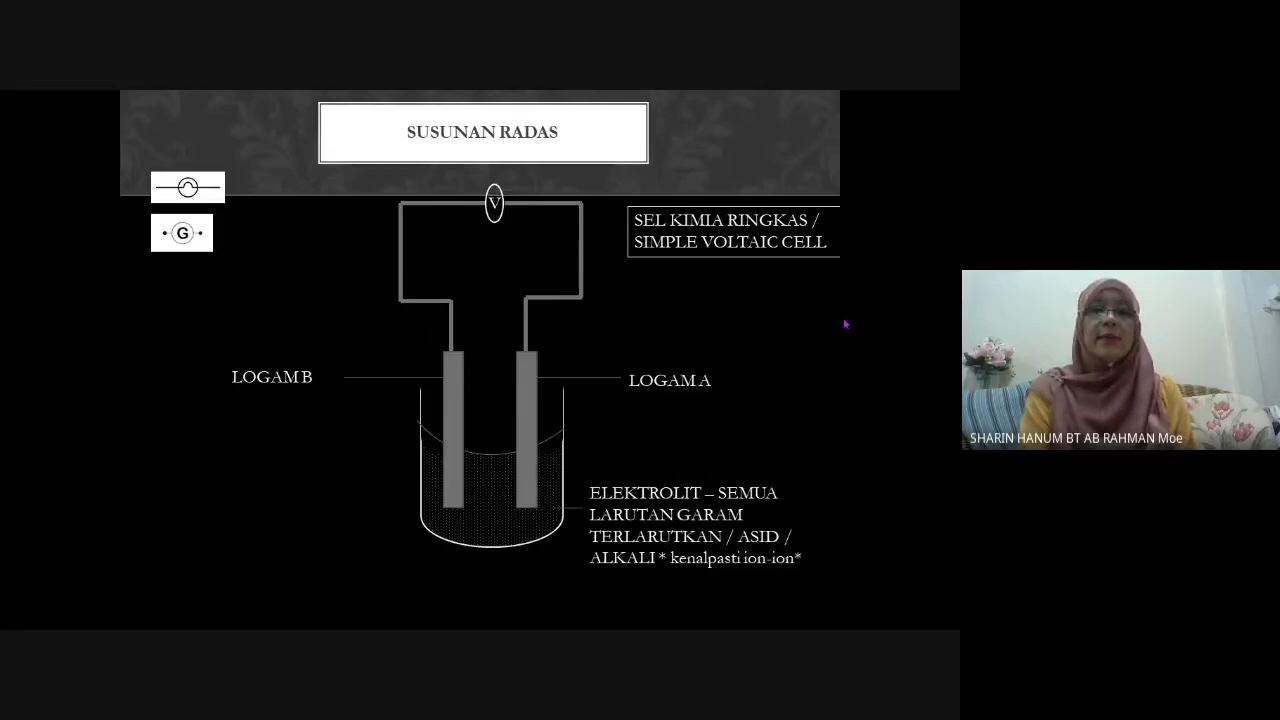 SUSUNAN RADAS
V
G
SEL KIMIA RINGKAS /
SIMPLE VOLTAIC CELL
LOGAM B
LOGAM A
ELEKTROLIT – SEMUA
LARUTAN GARAM
TERLARUTKAN / ASID /
ALKALI * kenalpasti ion-ion*
SHARIN HANUM BT AB RAHMAN Moe